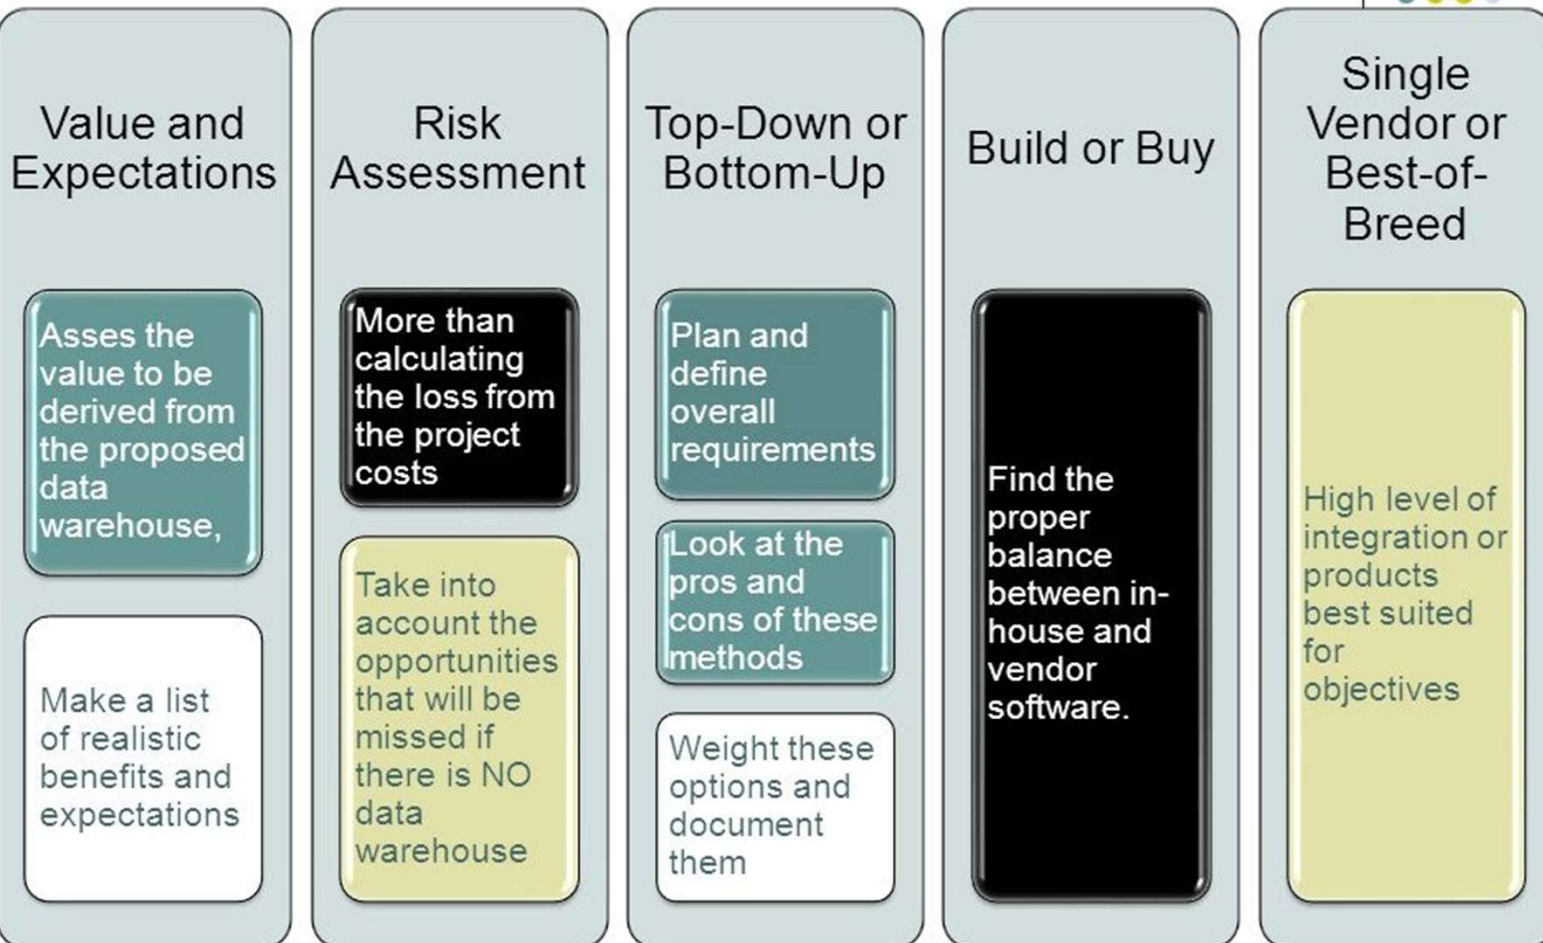 Value and
Expectations
Asses the
value to be
derived from
the proposed
data
warehouse,
Make a list
of realistic
benefits and
expectations
Risk
Assessment
More than
calculating
the loss from
the project
costs
Take into
account the
opportunities
that will be
missed if
there is NO
data
warehouse
Top-Down or
Bottom-Up
Plan and
define
overall
requirements
Look at the
pros and
cons of these
methods
Weight these
options and
document
them
Build or Buy
Find the
proper
balance
between in-
house and
vendor
software.
Single
Vendor or
Best-of-
Breed
High level of
integration or
products
best suited
for
objectives